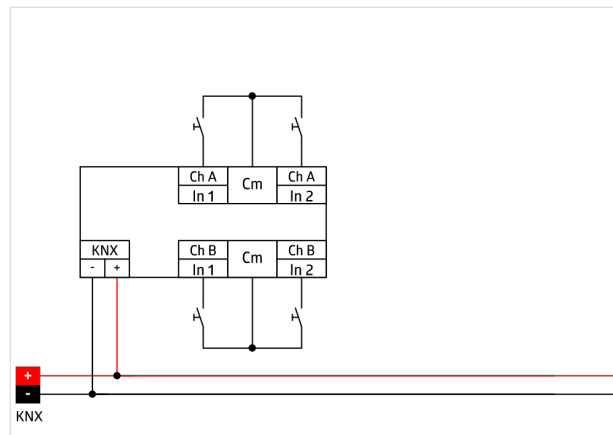 Ch A Cm Ch A
In 1 In 2
KNX Ch B Cm Ch B
- + In 1 In 2
+
-
KNX